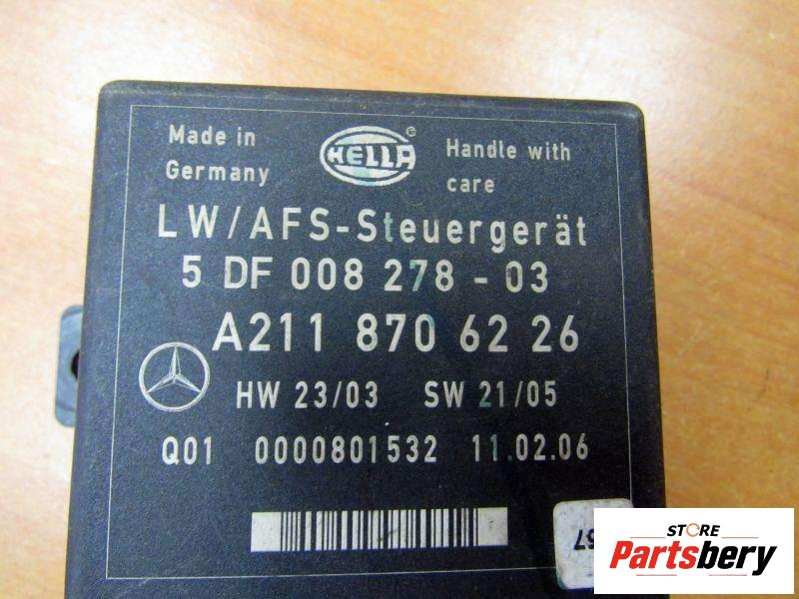 Made in
Germany
HELLA
®
Handle with
care
LW/AFS-Steuergerät
5 DF 008 278 - 03
A211 870 62 26
HW 23/03 SW 21/05
Q01 0000801532 11.02.06
STORE
Partsbery